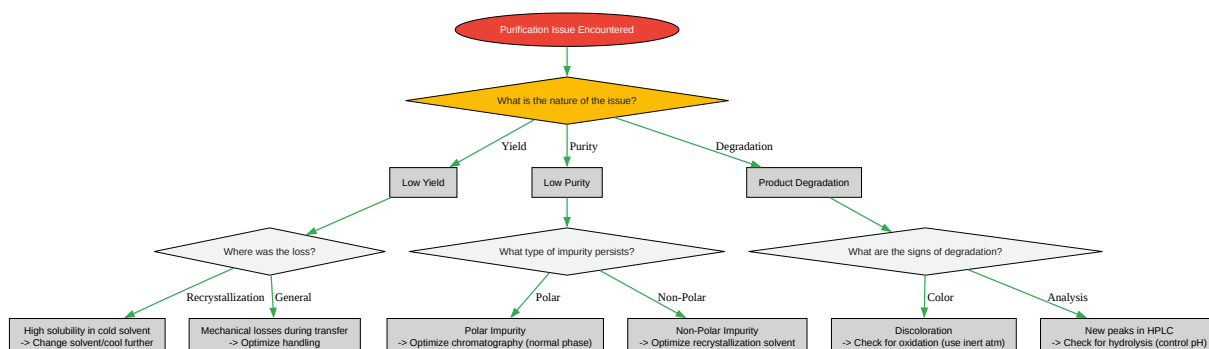 Purification Issue Encountered
What is the nature of the issue?
Yield
Purity
Degradation
Low Yield
Low Purity
Product Degradation
Where was the loss?
What type of impurity persists?
What are the signs of degradation?
Recrystallization
General
Polar
Non-Polar
Color
Analysis
High solubility in cold solvent
-> Change solvent/cool further
Mechanical losses during transfer
-> Optimize handling
Polar Impurity
-> Optimize chromatography (normal phase)
Non-Polar Impurity
-> Optimize recrystallization solvent
Discoloration
-> Check for oxidation (use inert atm)
New peaks in HPLC
-> Check for hydrolysis (control pH)